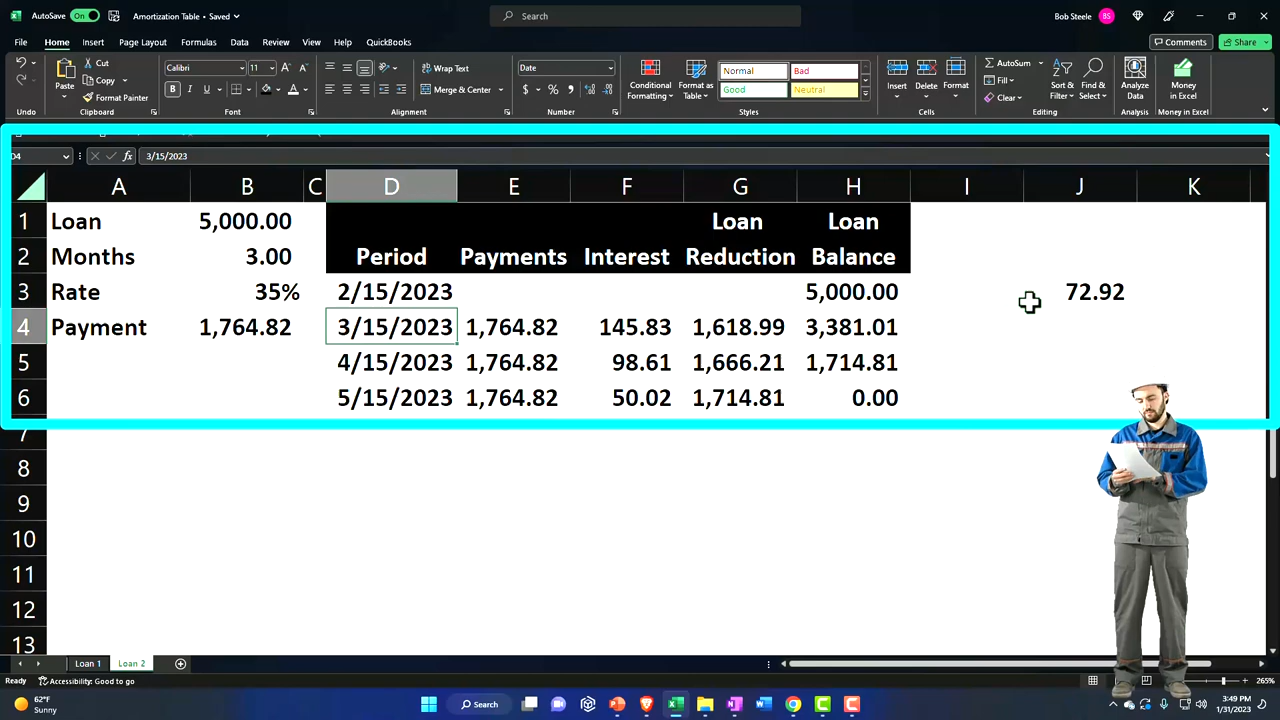 AutoSave On Amortization Table • Saved Search Bob Steele BS
File Home Insert Page Layout Formulas Data Review View Help QuickBooks Comments Share
Paste Cut Copy Format Painter Calibri 11 B I U A Wrap Text Merge & Center Date $ % Conditional Formatting Format as Table Normal Bad Good Neutral Insert Delete Format AutoSum Fill Clear Sort & Filter Find & Select Analyze Data Money in Excel
Undo Clipboard Font Alignment Number Styles Cells Editing Analysis Money in Excel
D4 fx 3/15/2023
A B C D E F G H I J K
1 Loan 5,000.00 Loan Loan
2 Months 3.00 Period Payments Interest Reduction Balance
3 Rate 35% 2/15/2023 5,000.00 72.92
4 Payment 1,764.82 3/15/2023 1,764.82 145.83 1,618.99 3,381.01
5 4/15/2023 1,764.82 98.61 1,666.21 1,714.81
6 5/15/2023 1,764.82 50.02 1,714.81 0.00
7
8
9
10
11
12
13
Loan 1 Loan 2
Ready Accessibility: Good to go 265%
62°F Search 3:49 PM
Sunny 1/31/2023